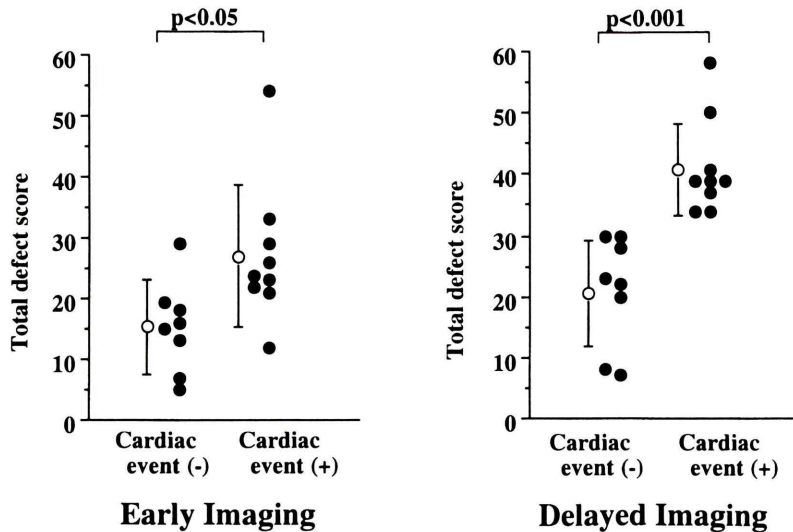 p<0.05
60
50
40
30
20
10
0
Total defect score
Cardiac event (-)
Cardiac event (+)
Early Imaging
p<0.001
60
50
40
30
20
10
0
Total defect score
Cardiac event (-)
Cardiac event (+)
Delayed Imaging